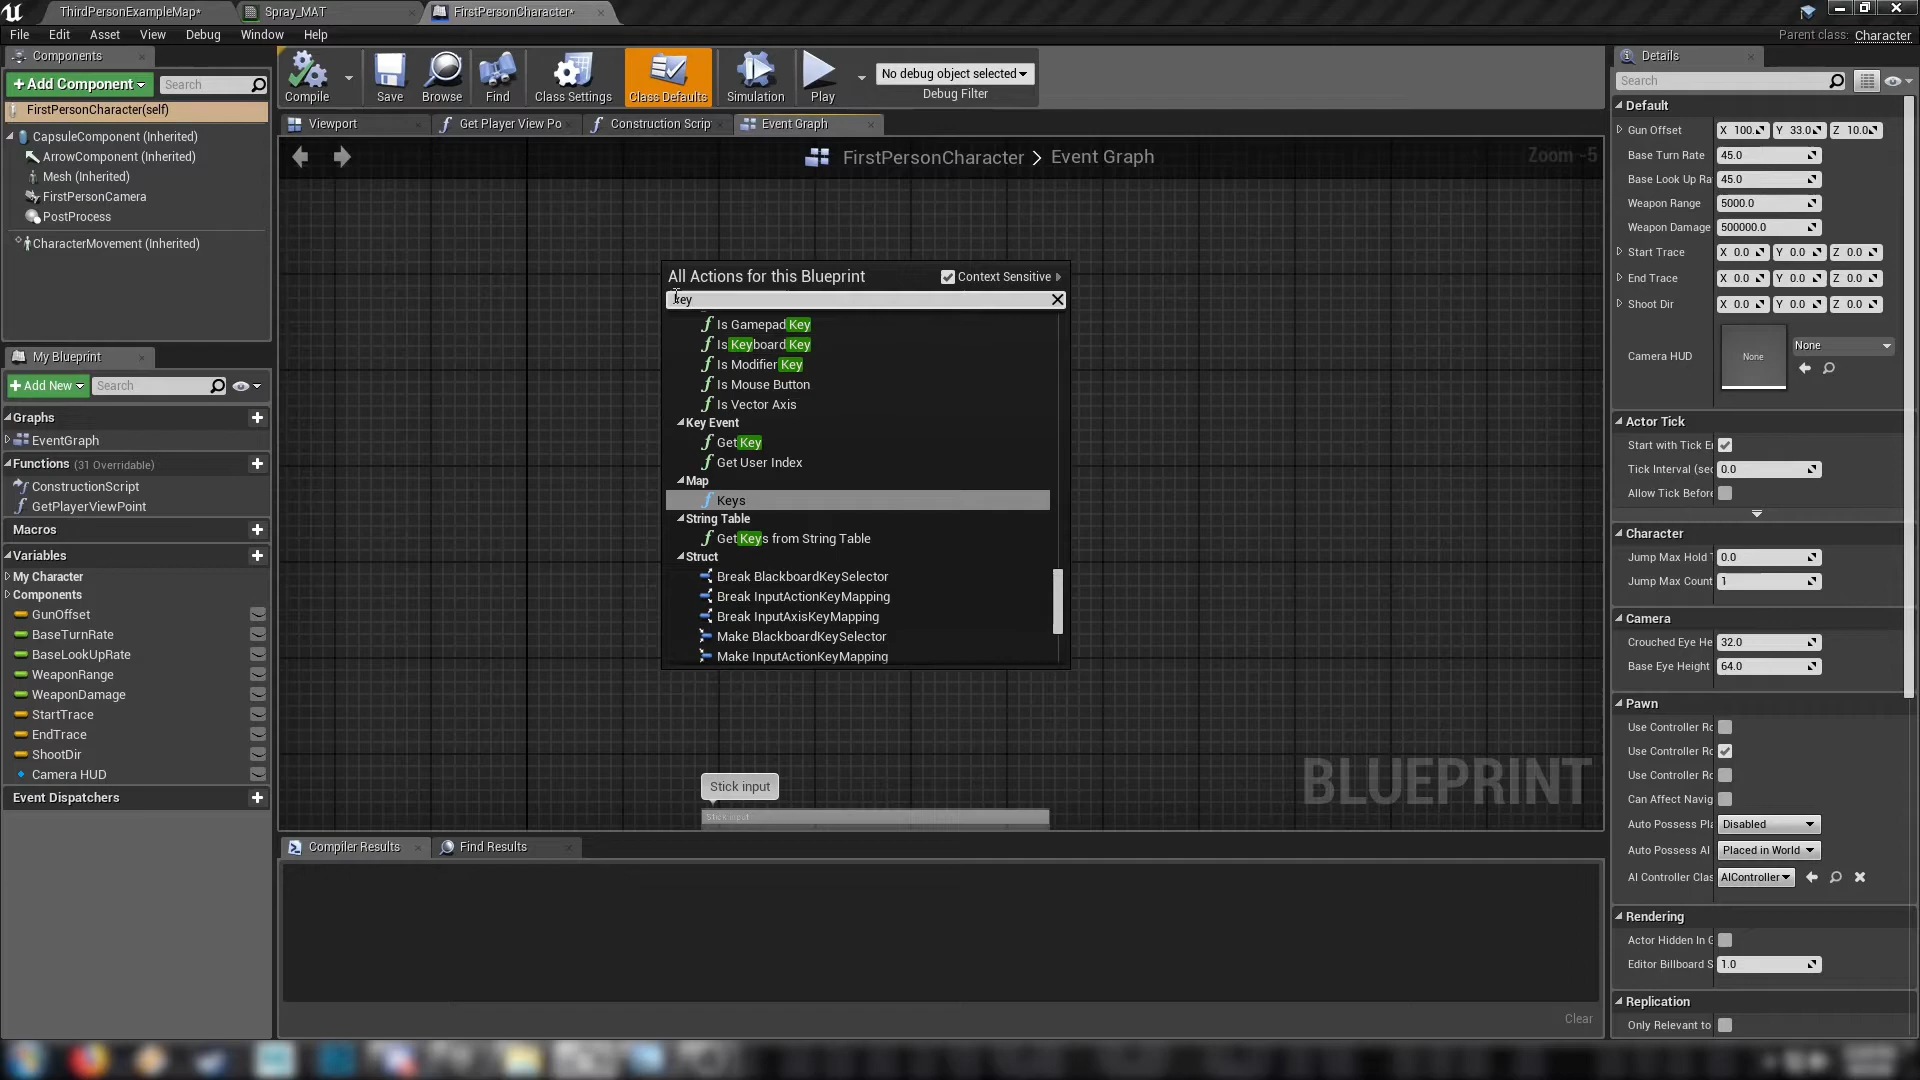 ThirdPersonExampleMap*
Spray_MAT
FirstPersonCharacter*
File Edit Asset View Debug Window Help
Parent class: Character
Components
+Add Component
Search
FirstPersonCharacter(self)
CapsuleComponent (Inherited)
ArrowComponent (Inherited)
Mesh (Inherited)
FirstPersonCamera
PostProcess
CharacterMovement (Inherited)
My Blueprint
+Add New
Search
Graphs
EventGraph
Functions (31 Overridable)
ConstructionScript
GetPlayerViewPoint
Macros
Variables
My Character
Components
GunOffset
BaseTurnRate
BaseLookUpRate
WeaponRange
WeaponDamage
StartTrace
EndTrace
ShootDir
Camera HUD
Event Dispatchers
Compile
Save
Browse
Find
Class Settings
Class Defaults
Simulation
Play
No debug object selected
Debug Filter
Viewport
Get Player View Po
Construction Scrip
Event Graph
FirstPersonCharacter > Event Graph
Zoom -5
All Actions for this Blueprint
Context Sensitive
key
Is Gamepad Key
Is Keyboard Key
Is Modifier Key
Is Mouse Button
Is Vector Axis
Key Event
Get Key
Get User Index
Map
Keys
String Table
Get Keys from String Table
Struct
Break BlackboardKeySelector
Break InputActionKeyMapping
Break InputAxisKeyMapping
Make BlackboardKeySelector
Make InputActionKeyMapping
Stick input
Stick input
BLUEPRINT
Compiler Results
Find Results
Clear
Details
Search
Default
Gun Offset X 100. Y 33.0 Z 10.0
Base Turn Rate 45.0
Base Look Up Ra 45.0
Weapon Range 5000.0
Weapon Damage 500000.0
Start Trace X 0.0 Y 0.0 Z 0.0
End Trace X 0.0 Y 0.0 Z 0.0
Shoot Dir X 0.0 Y 0.0 Z 0.0
Camera HUD None None
Actor Tick
Start with Tick E
Tick Interval (sec 0.0
Allow Tick Before
Character
Jump Max Hold T 0.0
Jump Max Count 1
Camera
Crouched Eye He 32.0
Base Eye Height 64.0
Pawn
Use Controller Ro
Use Controller Ro
Use Controller Ro
Can Affect Navig
Auto Possess Pla Disabled
Auto Possess AI Placed in World
AI Controller Clas AIController
Rendering
Actor Hidden In G
Editor Billboard S 1.0
Replication
Only Relevant to